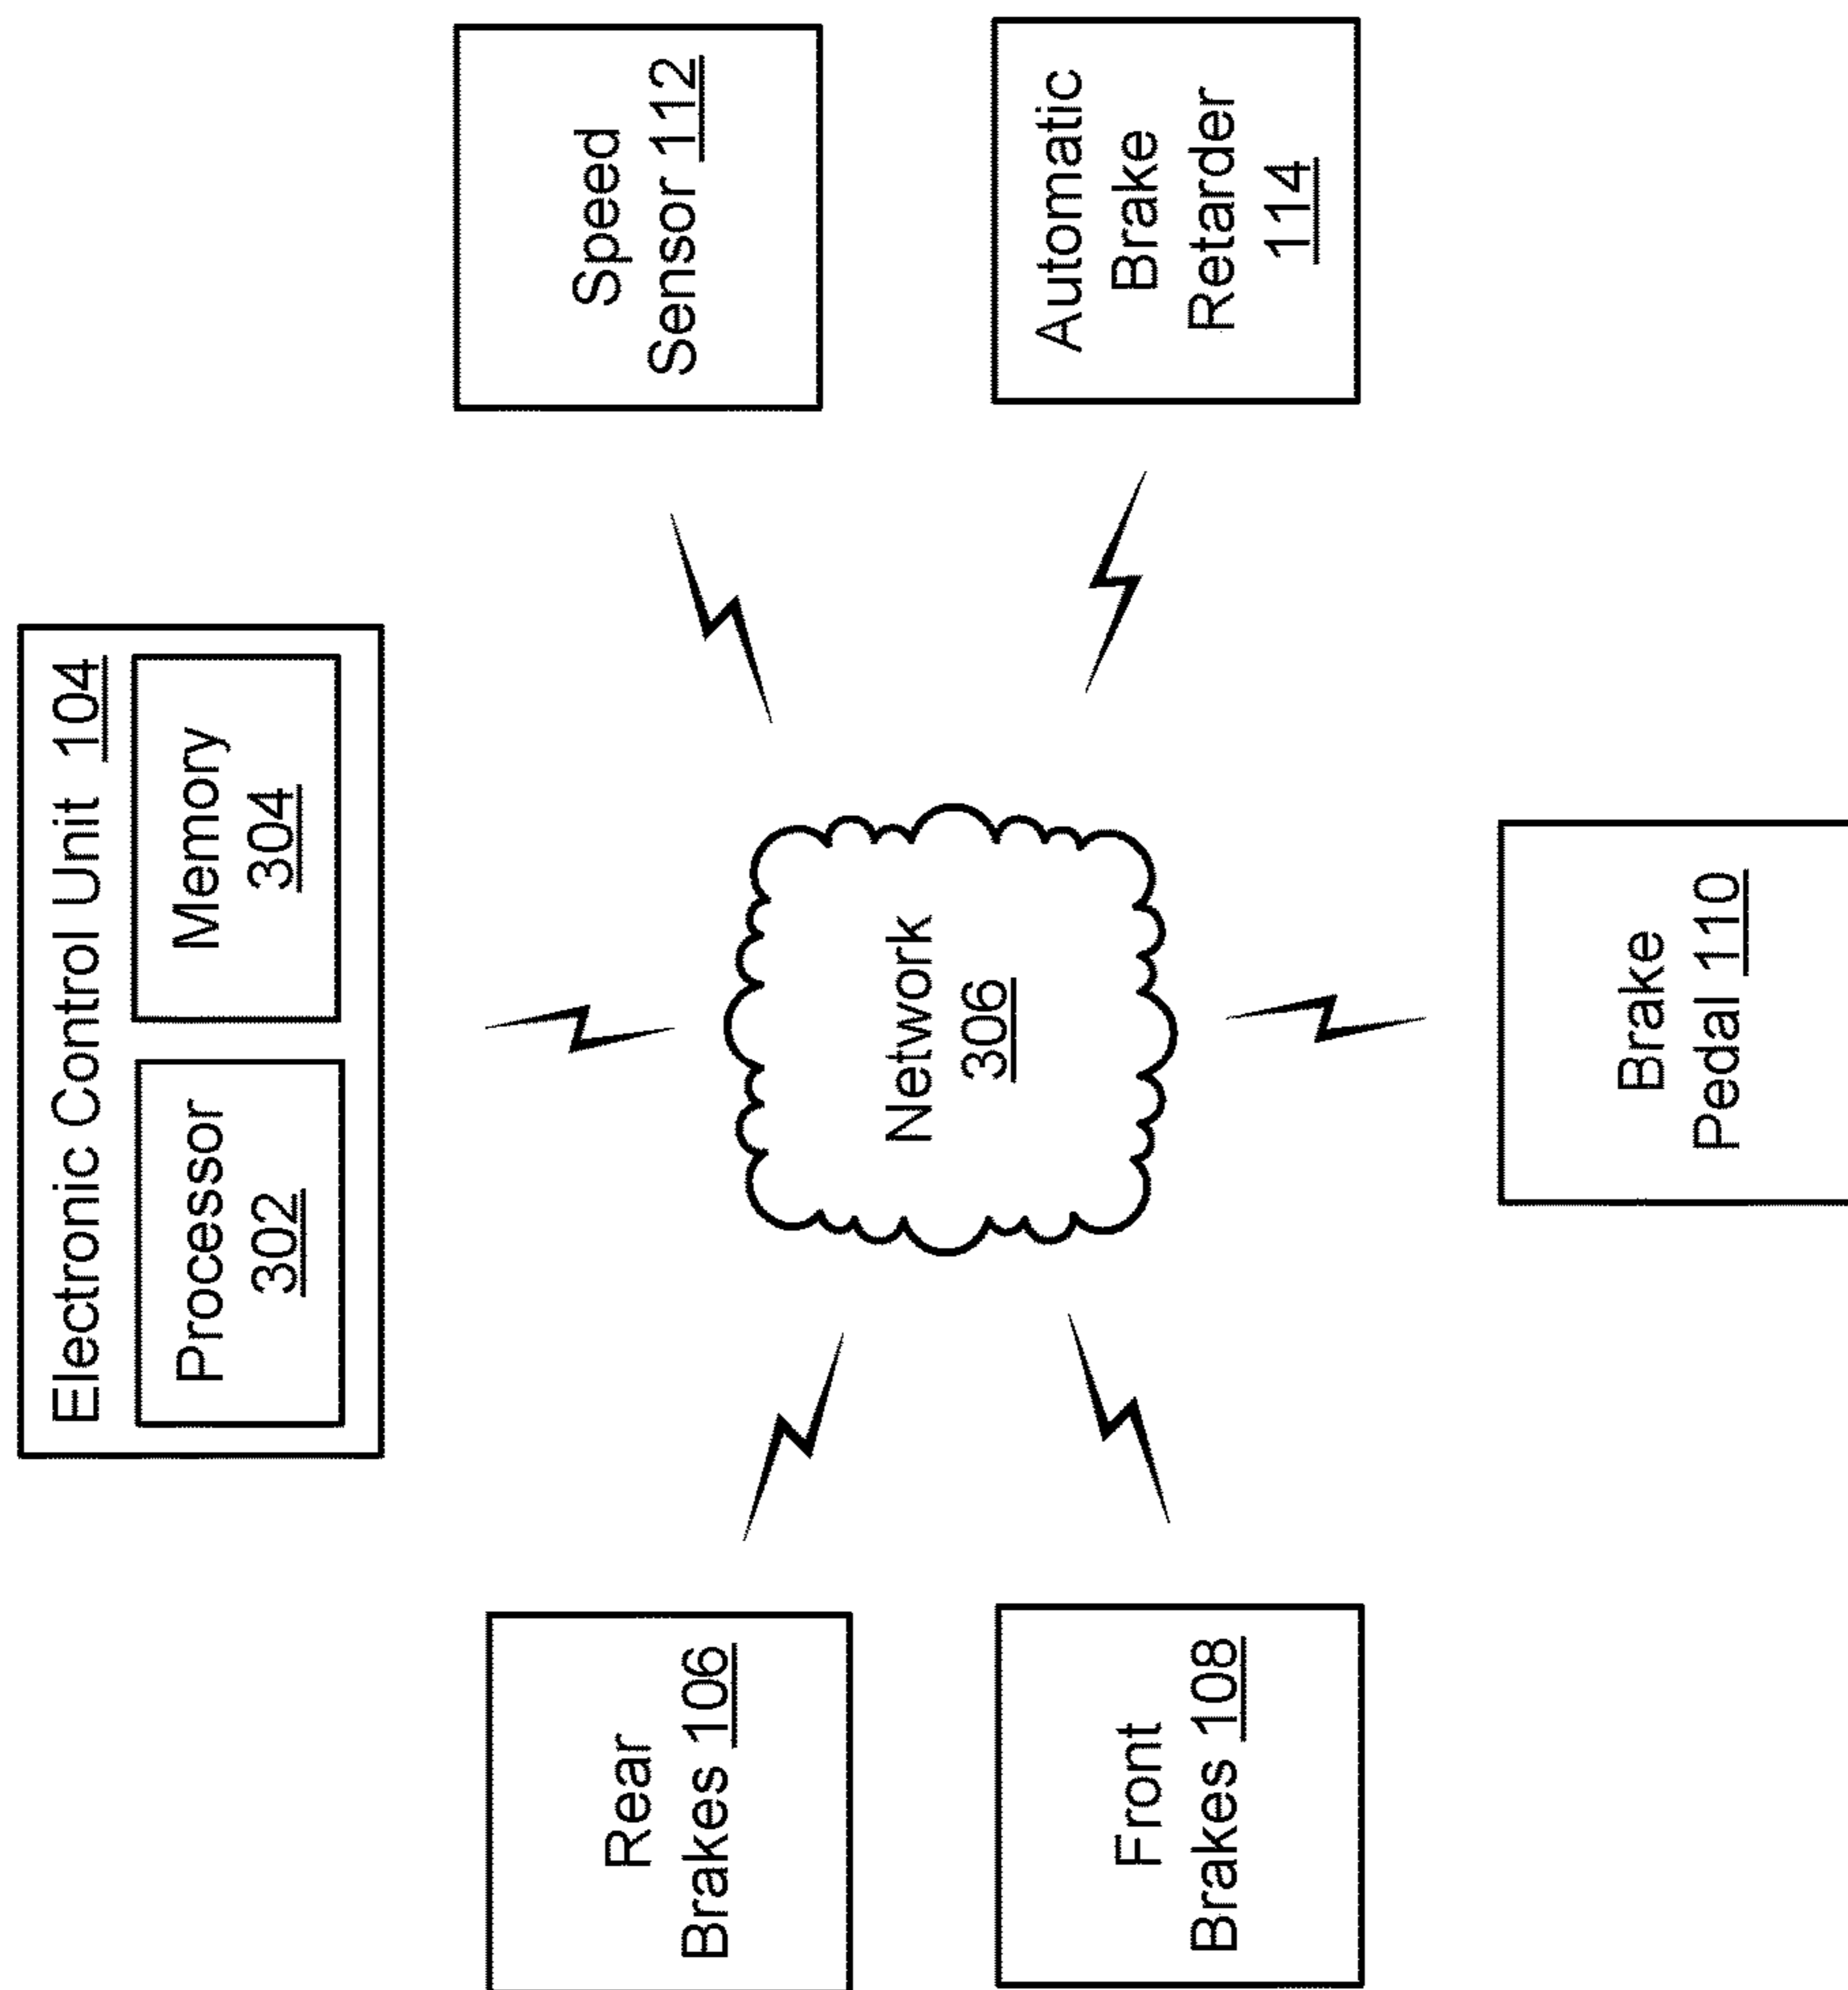 Electronic Control Unit 104
Processor
302
Memory
304
Rear
Brakes 106
Speed
Sensor 112
Network
306
Front
Brakes 108
Automatic
Brake
Retarder
114
Brake
Pedal 110